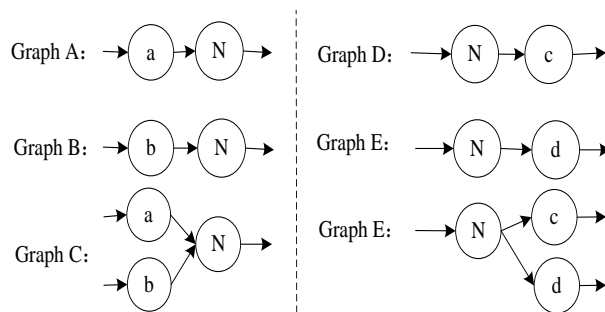 Graph A: a N
Graph B: b N
a
Graph C: N
b
Graph D: N c
Graph E: N d
c
Graph E: N
d